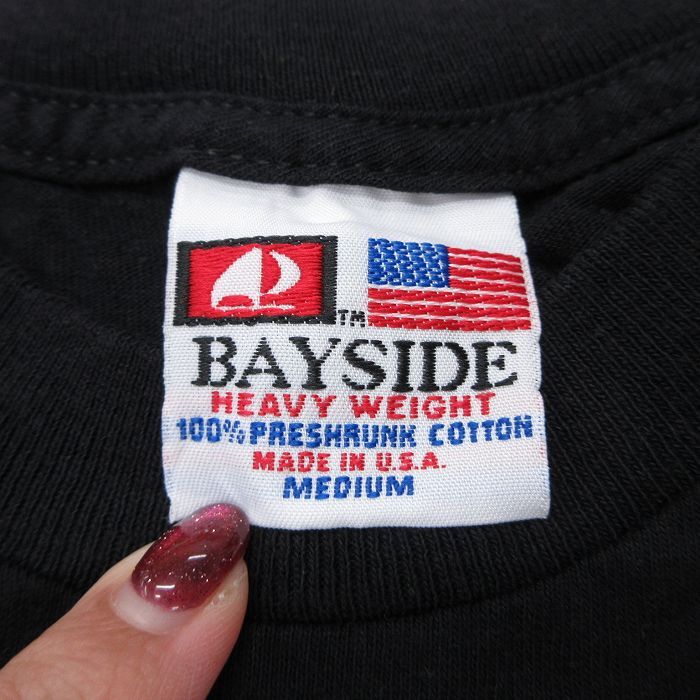 TM
BAYSIDE
HEAVY WEIGHT
100% PRESHRUNK COTTON
MADE IN U.S.A.
MEDIUM